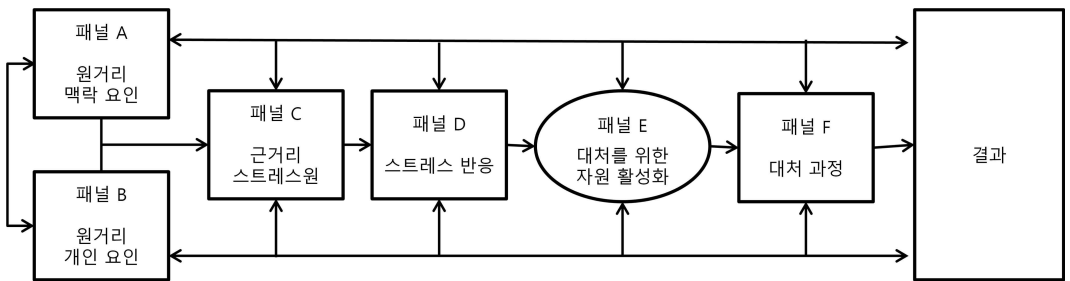 패널 A
원거리
맥락 요인
패널 B
원거리
개인 요인
패널 C
근거리
스트레스원
패널 D
스트레스 반응
패널 E
대처를 위한
자원 활성화
패널 F
대처 과정
결과